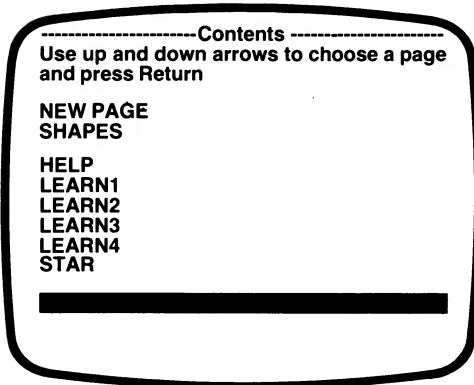 -----------------------Contents -----------------------
Use up and down arrows to choose a page
and press Return
NEW PAGE
SHAPES
HELP
LEARN1
LEARN2
LEARN3
LEARN4
STAR